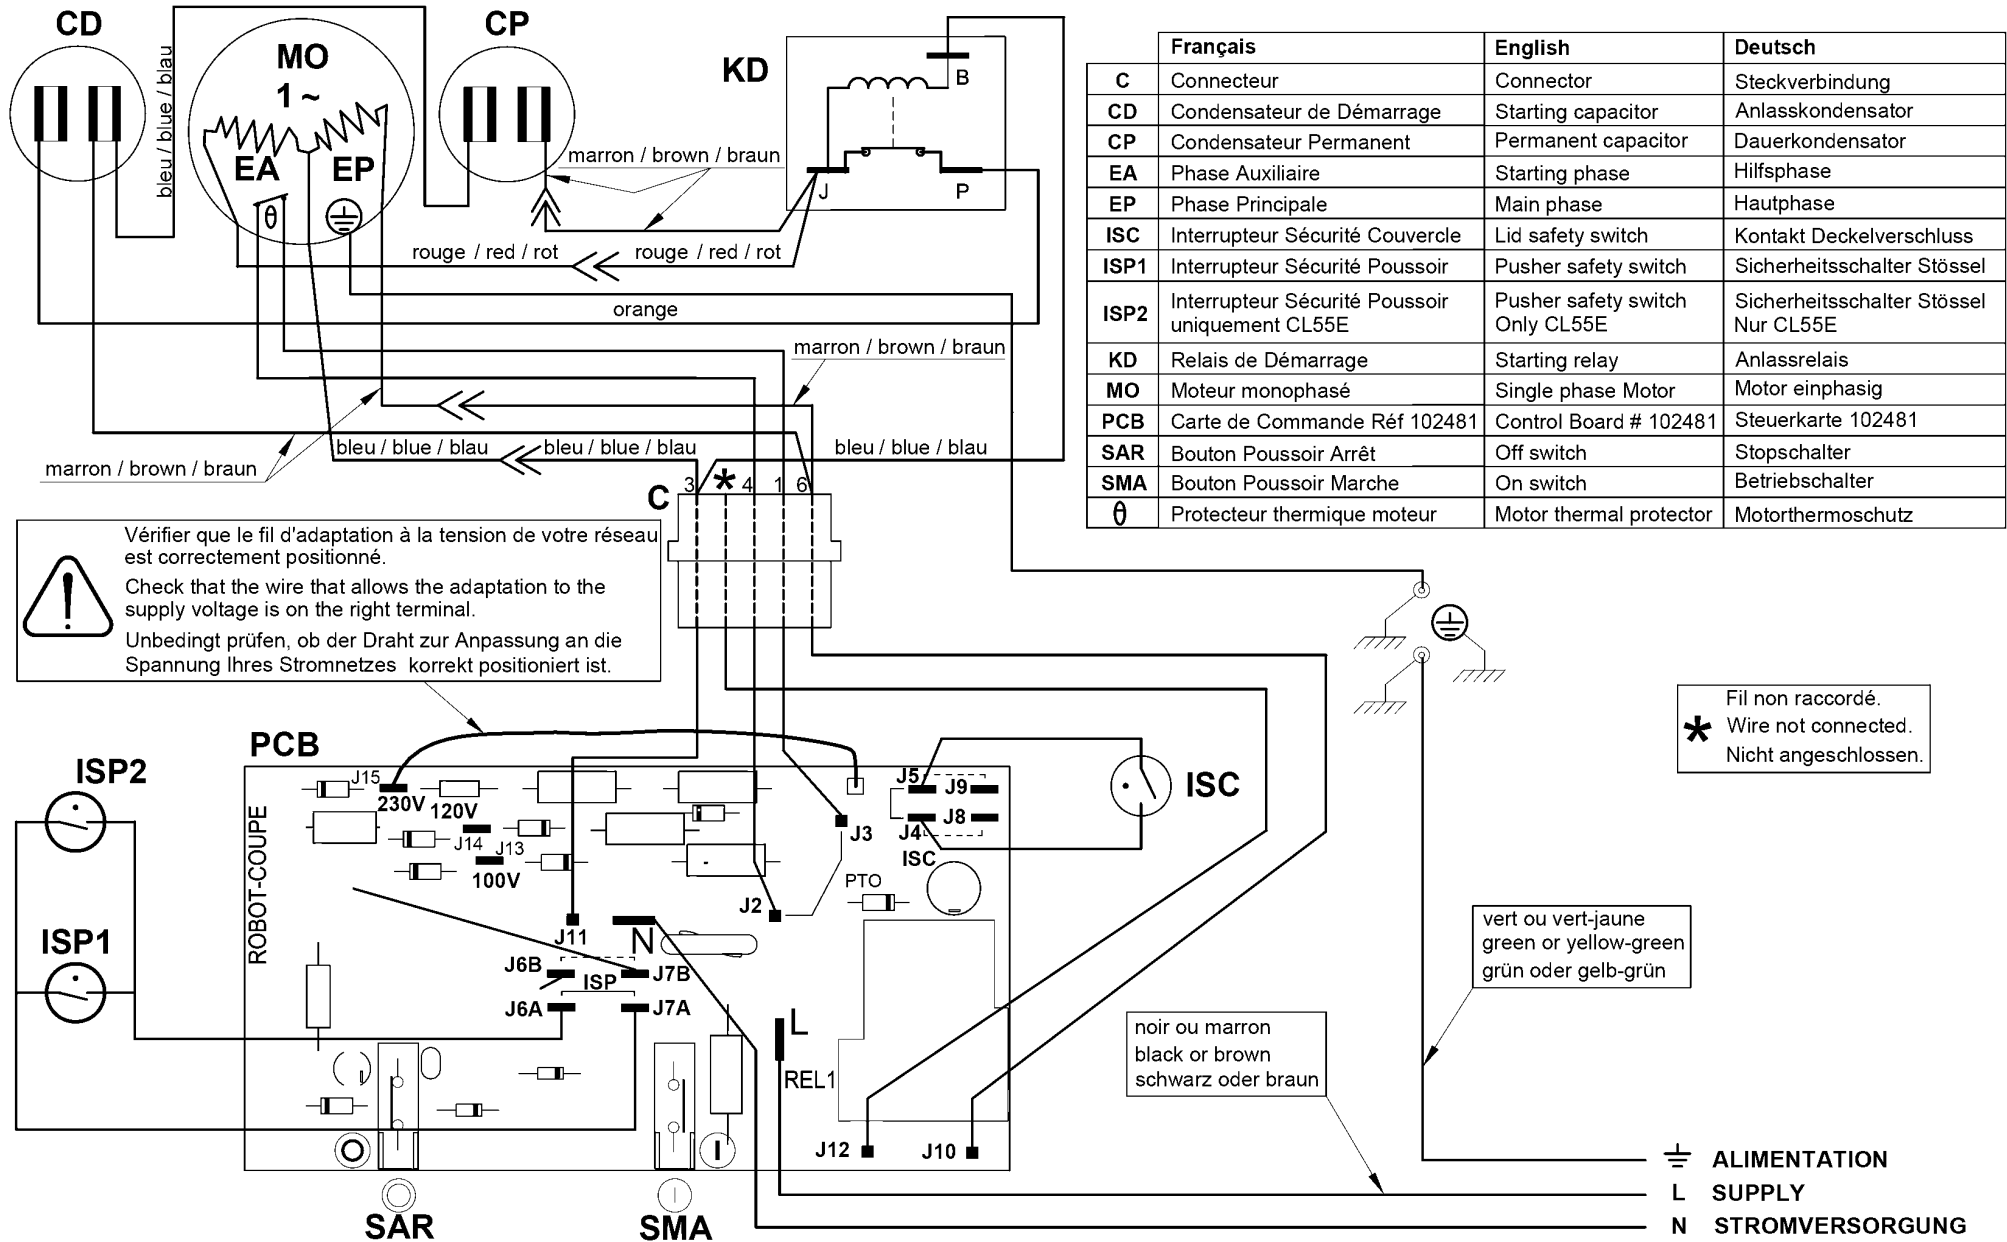 CD
MO
1 ~
EA
EP
θ
bleu / blue / blau
CP
KD
B
J
P
marron / brown / braun
rouge / red / rot
rouge / red / rot
orange
marron / brown / braun
bleu / blue / blau
bleu / blue / blau
bleu / blue / blau
marron / brown / braun
C
3 * 4 1 6
Français English Deutsch
C Connecteur Connector Steckverbindung
CD Condensateur de Démarrage Starting capacitor Anlasskondensator
CP Condensateur Permanent Permanent capacitor Dauerkondensator
EA Phase Auxiliaire Starting phase Hilfsphase
EP Phase Principale Main phase Hautphase
ISC Interrupteur Sécurité Couvercle Lid safety switch Kontakt Deckelverschluss
ISP1 Interrupteur Sécurité Poussoir Pusher safety switch Sicherheitsschalter Stössel
ISP2 Interrupteur Sécurité Poussoir Pusher safety switch Sicherheitsschalter Stössel
uniquement CL55E Only CL55E Nur CL55E
KD Relais de Démarrage Starting relay Anlassrelais
MO Moteur monophasé Single phase Motor Motor einphasig
PCB Carte de Commande Réf 102481 Control Board # 102481 Steuerkarte 102481
SAR Bouton Poussoir Arrêt Off switch Stopschalter
SMA Bouton Poussoir Marche On switch Betriebschalter
θ Protecteur thermique moteur Motor thermal protector Motorthermoschutz
Vérifier que le fil d'adaptation à la tension de votre réseau
est correctement positionné.
Check that the wire that allows the adaptation to the
supply voltage is on the right terminal.
Unbedingt prüfen, ob der Draht zur Anpassung an die
Spannung Ihres Stromnetzes korrekt positioniert ist.
Fil non raccordé.
* Wire not connected.
Nicht angeschlossen.
PCB
ROBOT-COUPE
ISP2
ISP1
J15
230V
120V
J14
J13
100V
J11
N
J2
J3
PTO
J5
J9
J4
J8
ISC
ISC
J6B
J7B
ISP
J6A
J7A
L
REL1
J12
J10
O
I
SAR
SMA
vert ou vert-jaune
green or yellow-green
grün oder gelb-grün
noir ou marron
black or brown
schwarz oder braun
ALIMENTATION
L SUPPLY
N STROMVERSORGUNG